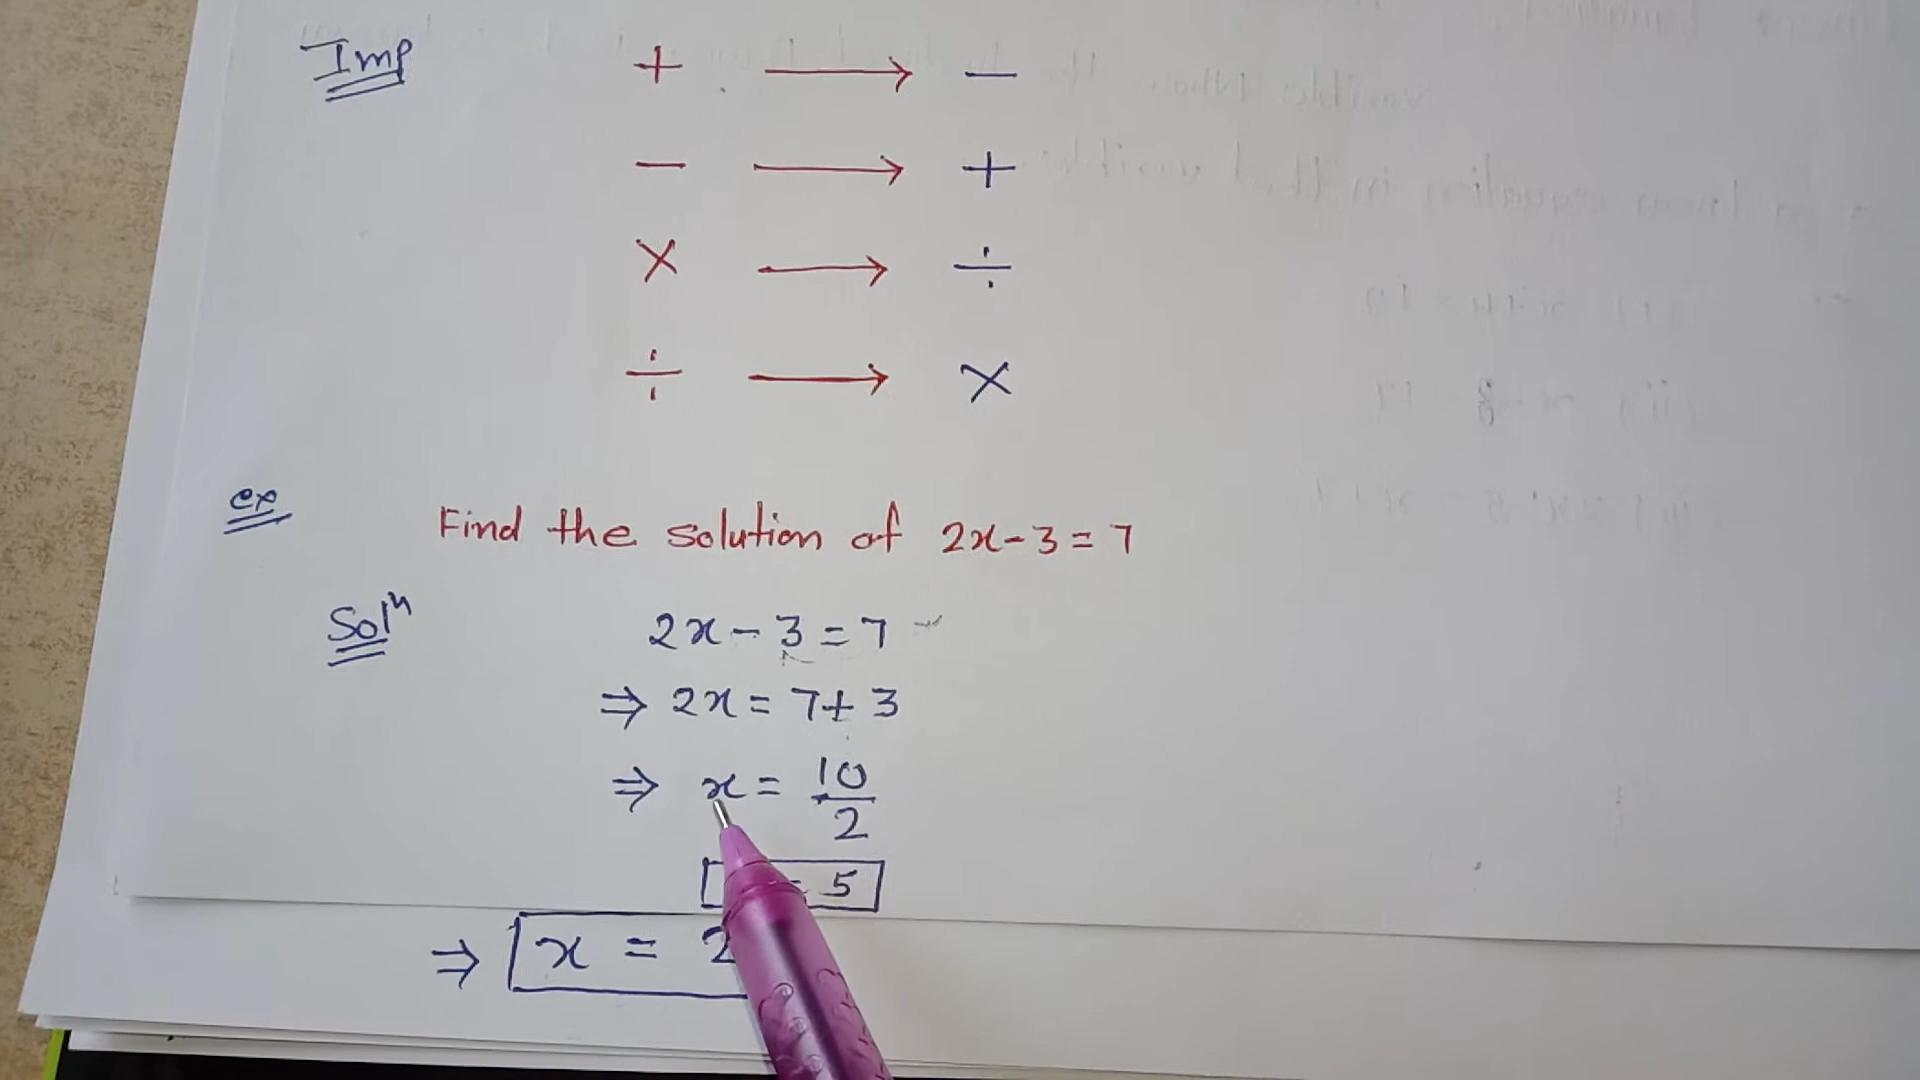 Imp + → −
− → +
× → ÷
÷ → ×
ex Find the solution of 2x-3=7
Solⁿ 2x-3=7
⇒ 2x=7+3
⇒ x=10/2
=5
⇒ x = 2